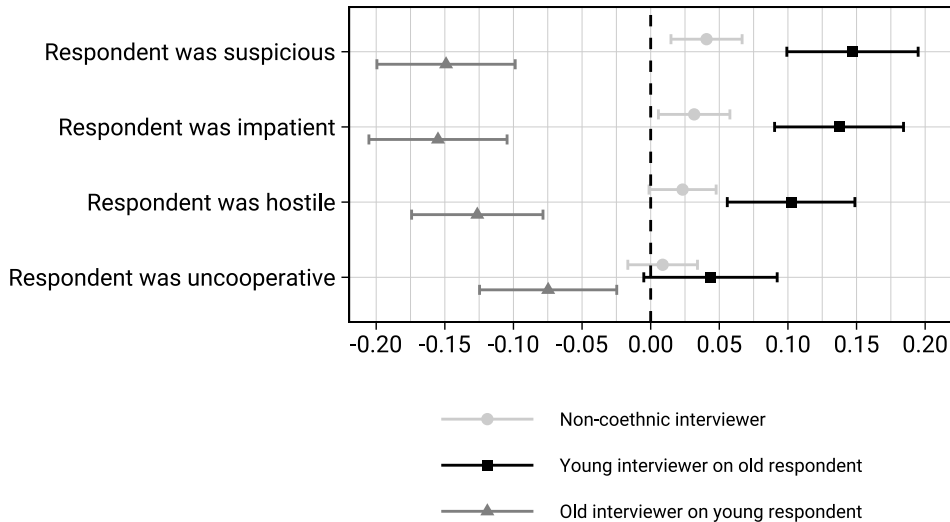 Respondent was suspicious
Respondent was impatient
Respondent was hostile
Respondent was uncooperative
-0.20 -0.15 -0.10 -0.05 0.00 0.05 0.10 0.15 0.20
Non-coethnic interviewer
Young interviewer on old respondent
Old interviewer on young respondent